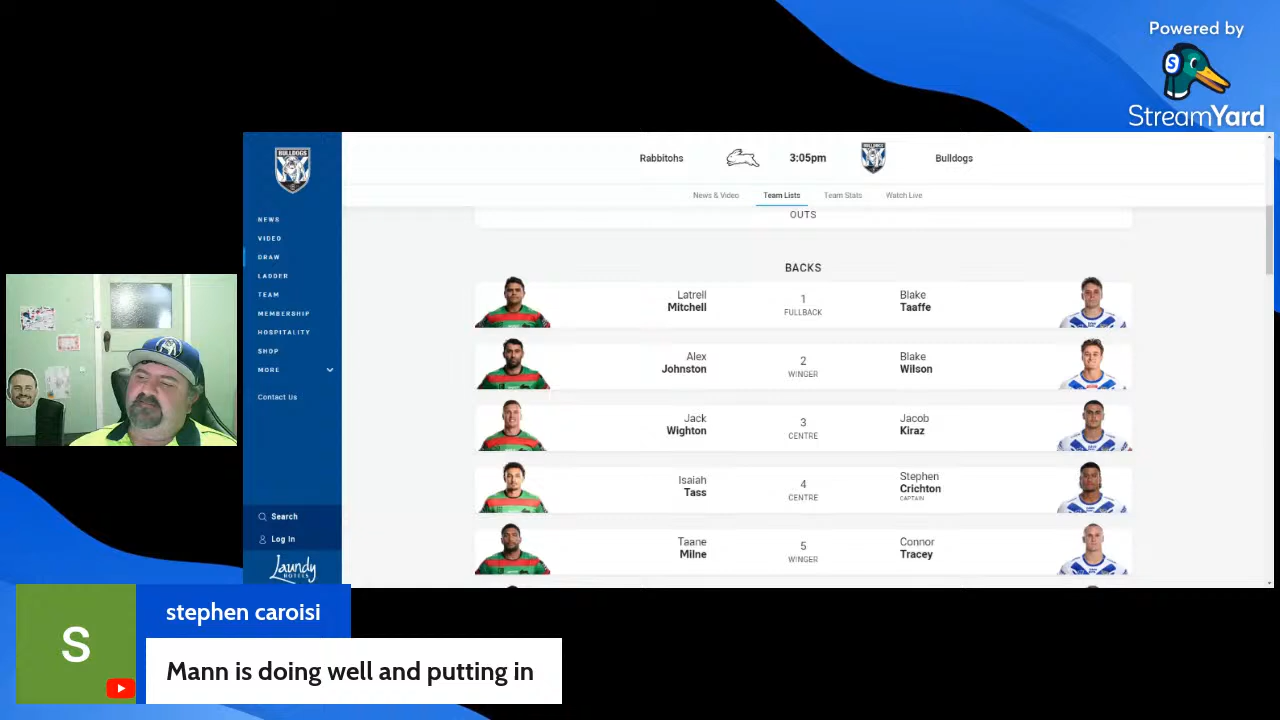 Powered by
StreamYard
S
BULLDOGS
Rabbitohs
3:05pm
Bulldogs
News & Video
Team Lists
Team Stats
Watch Live
NEWS
VIDEO
DRAW
LADDER
TEAM
MEMBERSHIP
HOSPITALITY
SHOP
MORE
Contact Us
Search
Log In
Laundy
HOTELS
OUTS
BACKS
Latrell
Mitchell
1
FULLBACK
Blake
Taaffe
Alex
Johnston
2
WINGER
Blake
Wilson
Jack
Wighton
3
CENTRE
Jacob
Kiraz
Isaiah
Tass
4
CENTRE
Stephen
Crichton
CAPTAIN
Taane
Milne
5
WINGER
Connor
Tracey
S
stephen caroisi
Mann is doing well and putting in